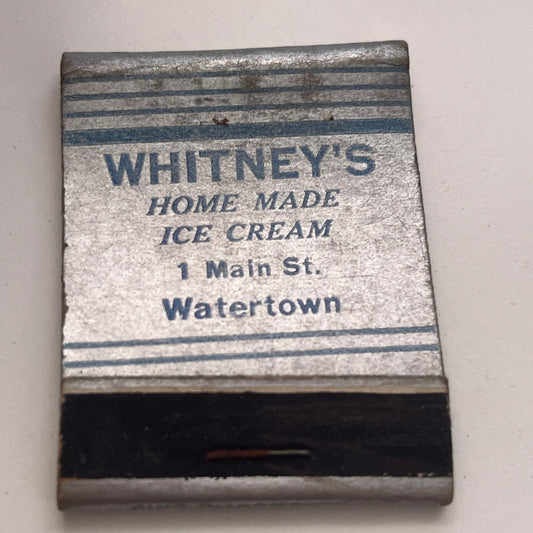 WHITNEY'S
HOME MADE
ICE CREAM
1 Main St.
Watertown